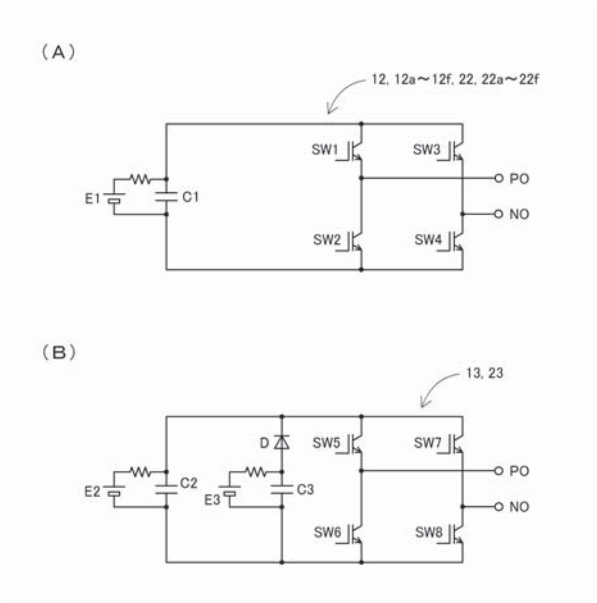 (A)
12, 12a～12f, 22, 22a～22f
SW1
SW3
PO
E1
C1
NO
SW2
SW4
(B)
13, 23
D
SW5
SW7
PO
E2
C2
E3
C3
NO
SW6
SW8